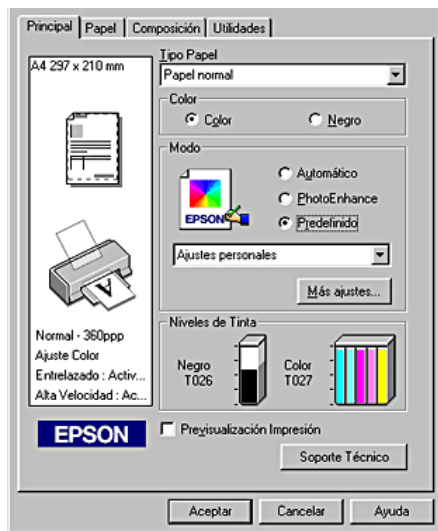 Principal Papel Composición Utilidades
A4 297 x 210 mm
Tipo Papel
Papel normal
Color
Color Negro
Modo
Automático
PhotoEnhance
Predefinido
EPSON
Ajustes personales
Más ajustes...
Niveles de Tinta
Negro
T026
Color
T027
Normal - 360ppp
Ajuste Color
Entrelazado : Activ...
Alta Velocidad : Ac...
EPSON
Previsualización Impresión
Soporte Técnico
Aceptar Cancelar Ayuda